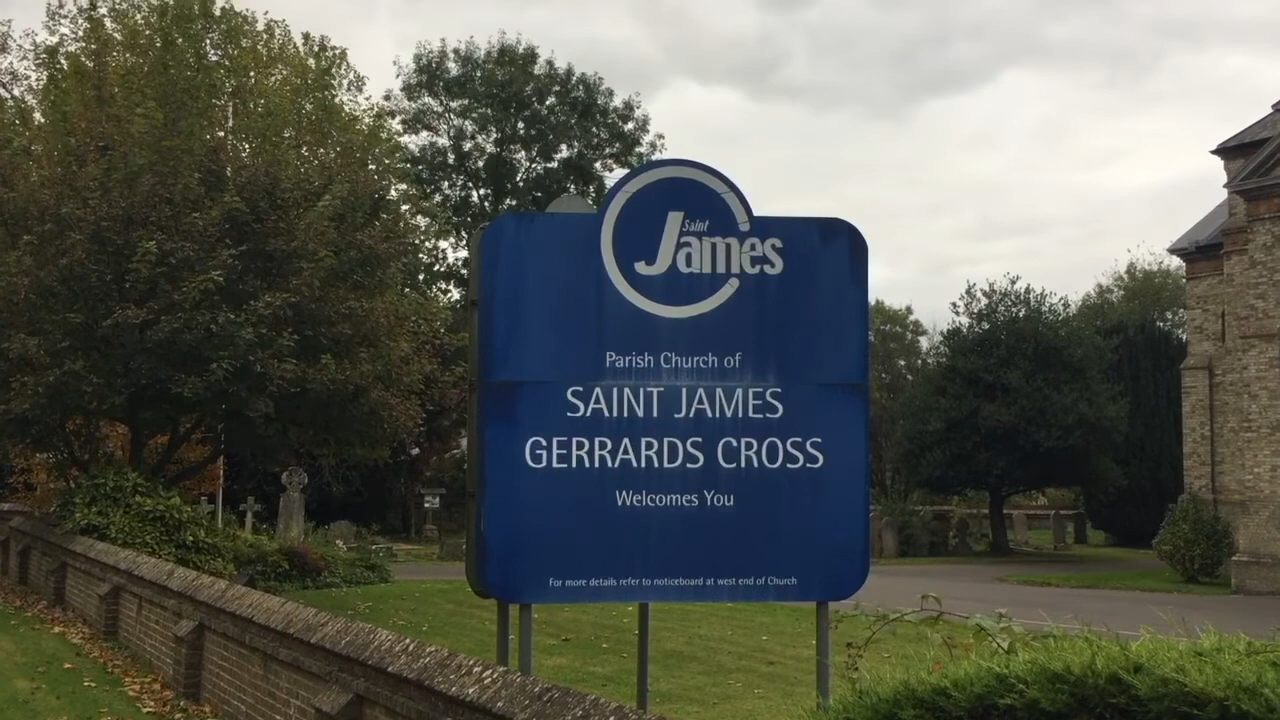 Saint
James
Parish Church of
SAINT JAMES
GERRARDS CROSS
Welcomes You
For more details refer to noticeboard at west end of Church